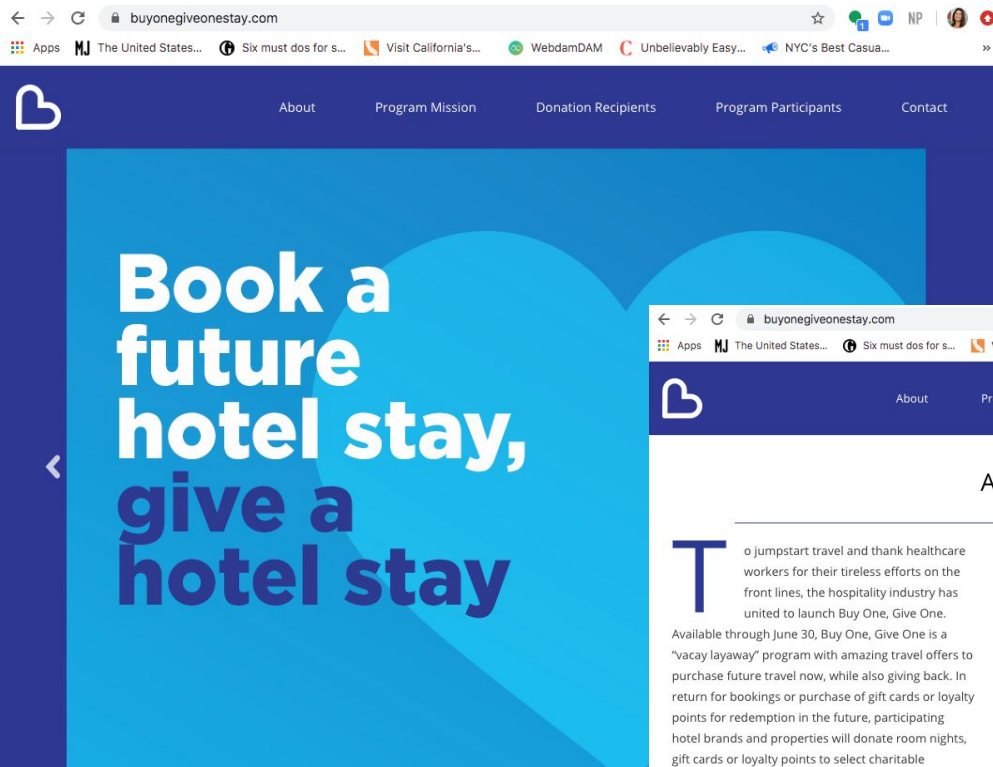 buyonegiveonestay.com
1
NP
Apps MJ The United States... Six must dos for s... Visit California's... WebdamDAM Unbelievably Easy... NYC's Best Casua... »
About Program Mission Donation Recipients Program Participants Contact
Book a
future
hotel stay,
give a
hotel stay
buyonegiveonestay.com
Apps MJ The United States... Six must dos for s...
About Pr
A
To jumpstart travel and thank healthcare
workers for their tireless efforts on the
front lines, the hospitality industry has
united to launch Buy One, Give One.
Available through June 30, Buy One, Give One is a
“vacay layaway” program with amazing travel offers to
purchase future travel now, while also giving back. In
return for bookings or purchase of gift cards or loyalty
points for redemption in the future, participating
hotel brands and properties will donate room nights,
gift cards or loyalty points to select charitable